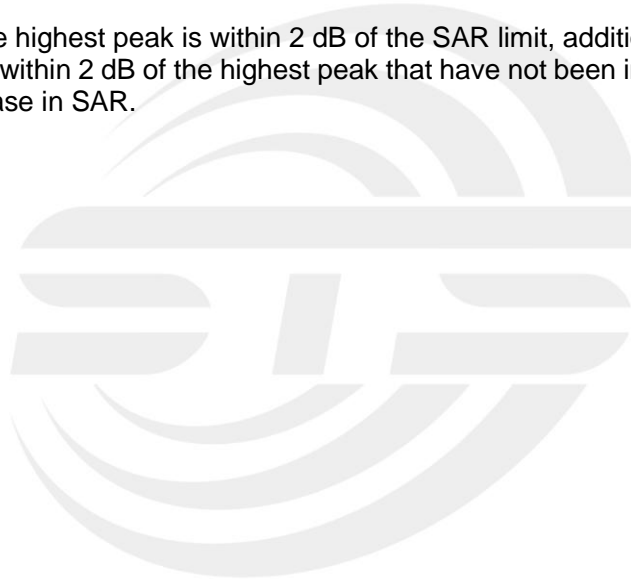 e highest peak is within 2 dB of the SAR limit, additi
within 2 dB of the highest peak that have not been i
ase in SAR.
STS